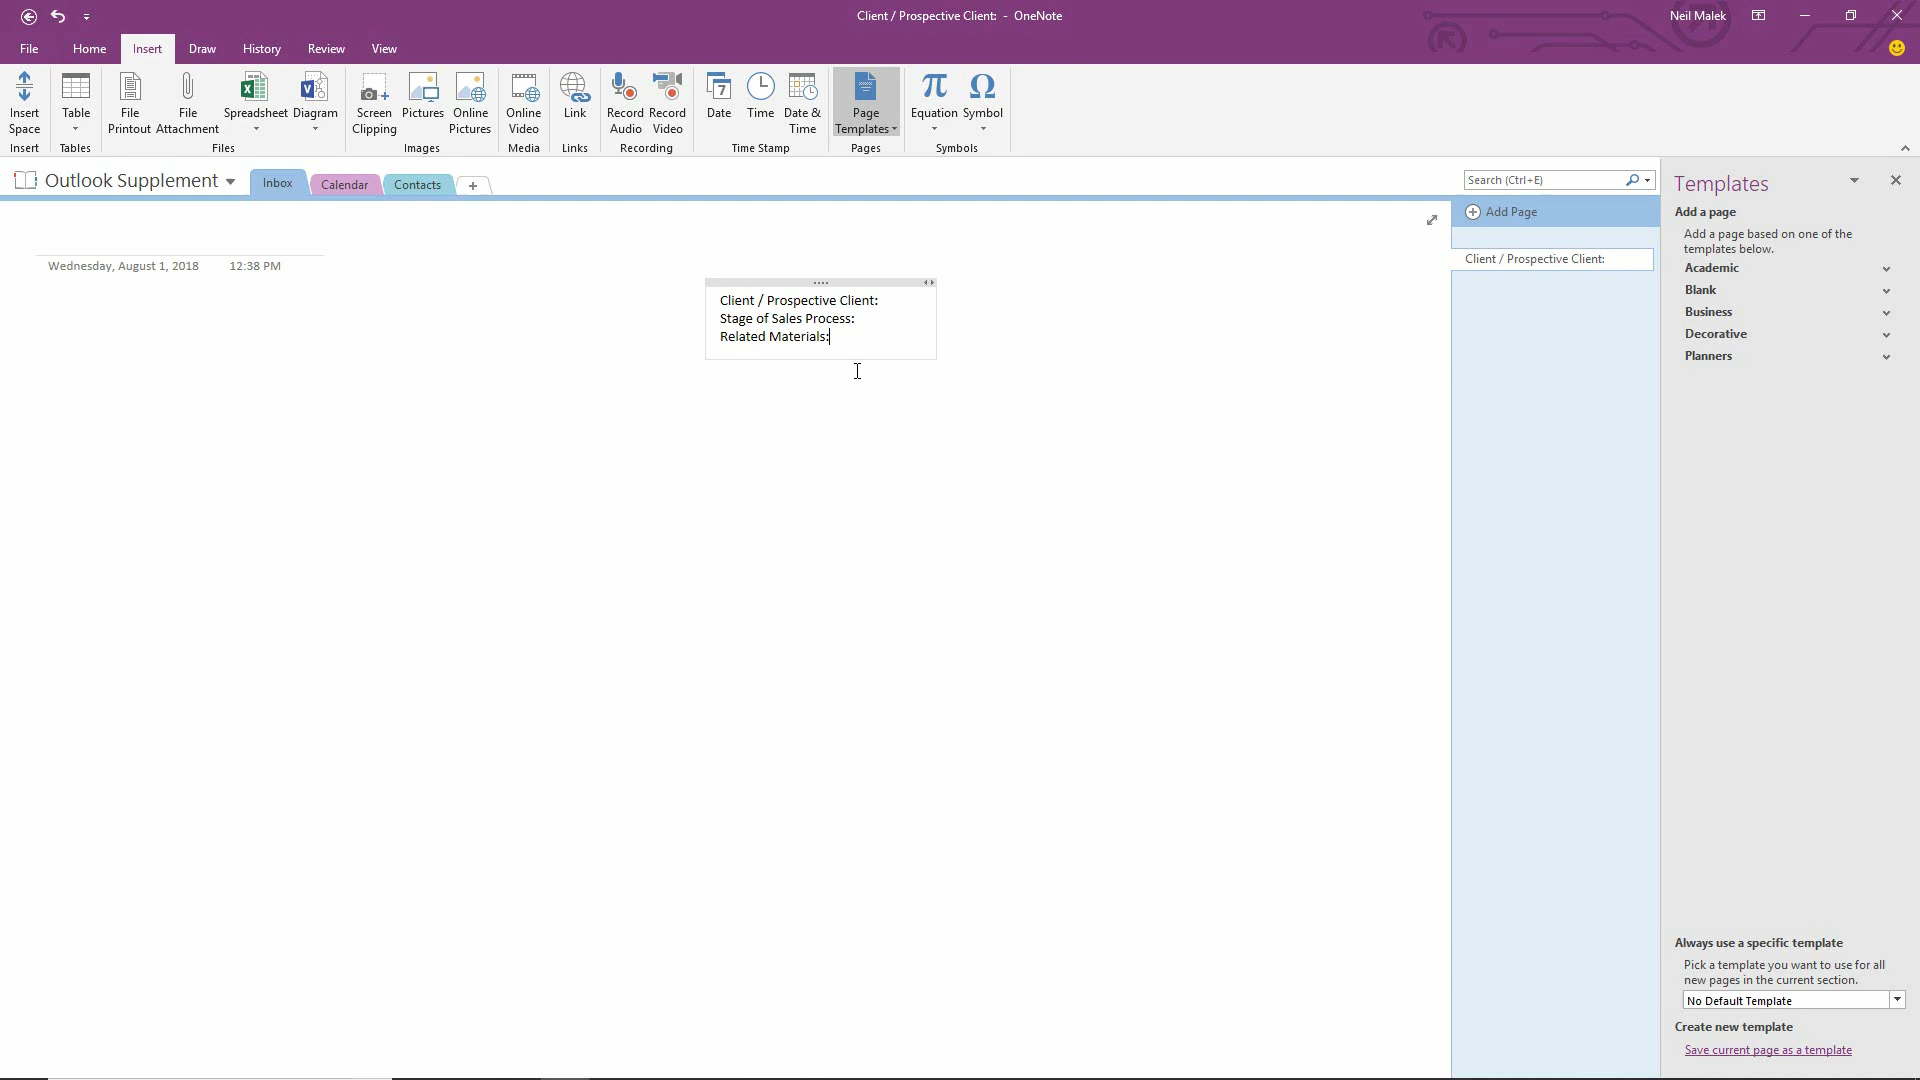 Client / Prospective Client: - OneNote
Neil Malek
File Home Insert Draw History Review View
Insert Space
Table
File Printout
File Attachment
Spreadsheet
Diagram
Screen Clipping
Pictures
Online Pictures
Online Video
Link
Record Audio
Record Video
Date
Time
Date & Time
Page Templates
Equation
Symbol
Insert Tables Files Images Media Links Recording Time Stamp Pages Symbols
Outlook Supplement
Inbox
Calendar
Contacts
Search (Ctrl+E)
Add Page
Client / Prospective Client:
Wednesday, August 1, 2018 12:38 PM
Client / Prospective Client:
Stage of Sales Process:
Related Materials:
Templates
Add a page
Add a page based on one of the
templates below.
Academic
Blank
Business
Decorative
Planners
Always use a specific template
Pick a template you want to use for all
new pages in the current section.
No Default Template
Create new template
Save current page as a template